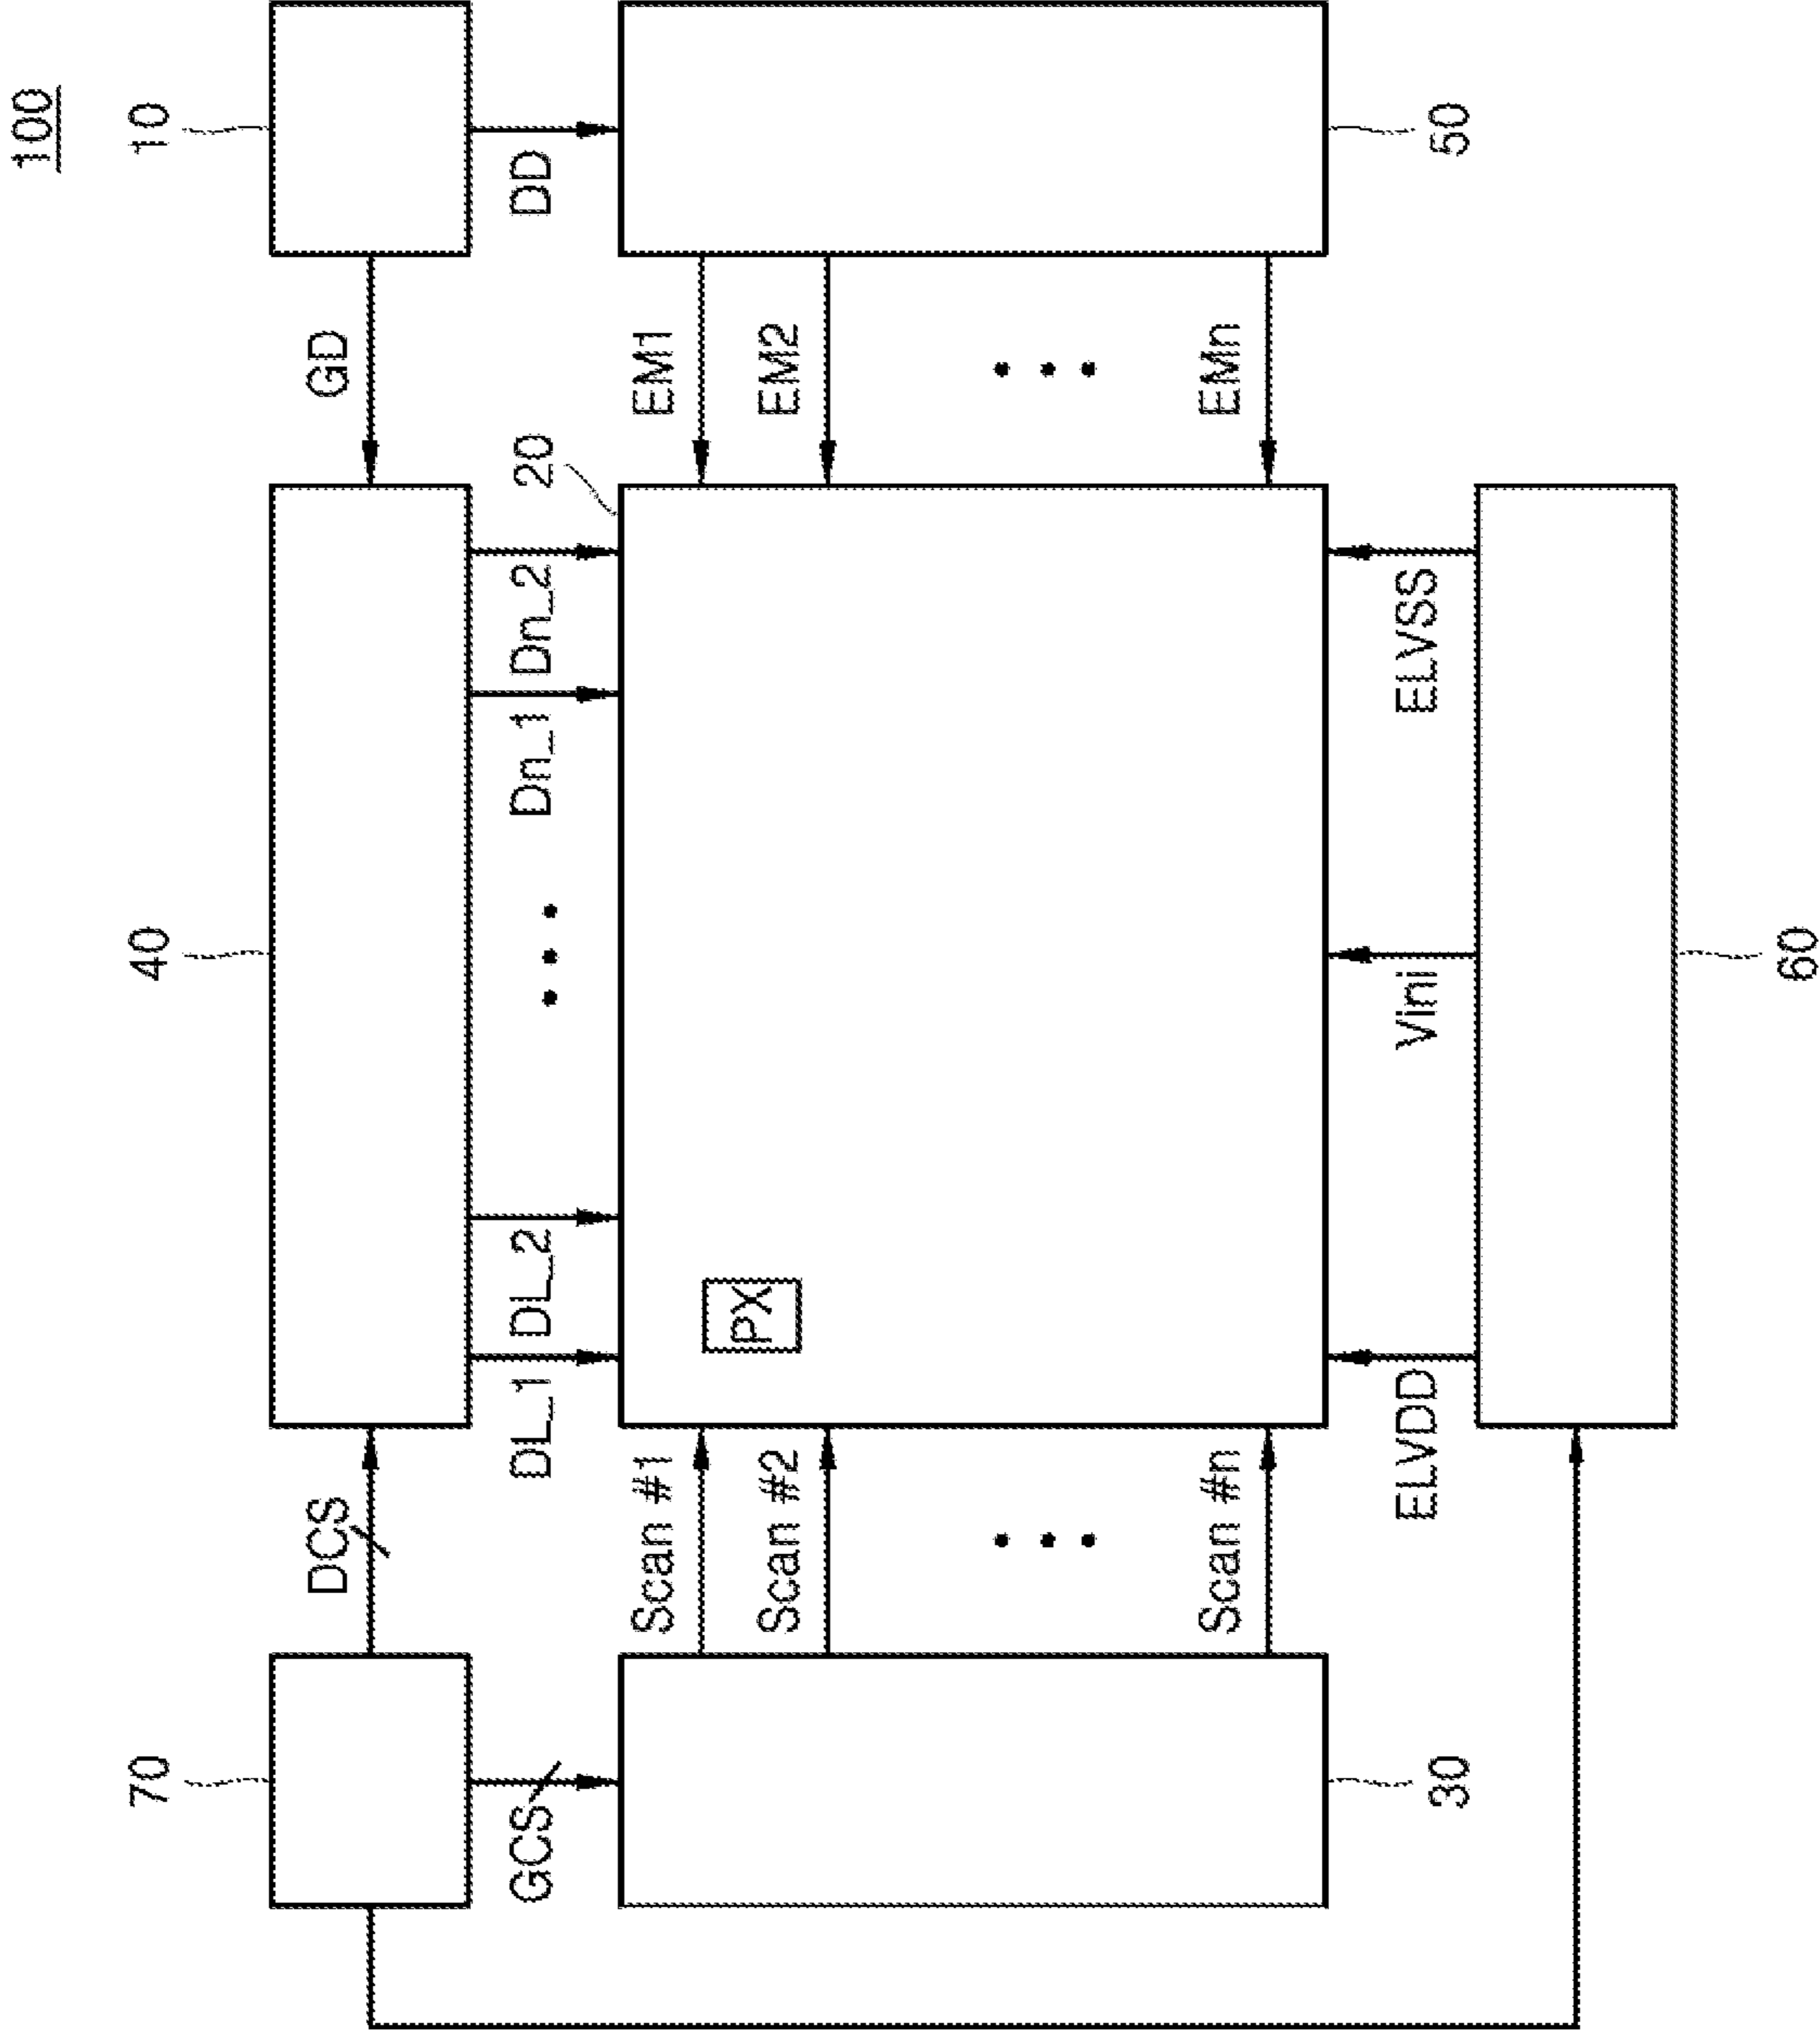 100
70
40
10
DCS
GD
GCS
DL_1
DL_2
• • •
Dn_1
Dn_2
20
DD
Scan #1
EM1
PX
Scan #2
EM2
Scan #n
EMn
ELVDD
Vini
ELVSS
30
50
60